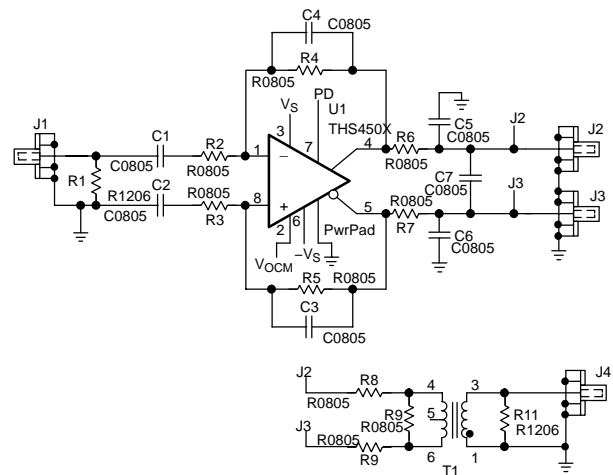 C4
C0805
R0805
R4
PD
U1
VS
THS450X
3
7
J1
C1
R2
1
−
4
R6
C5
C0805
J2
J2
C0805
R0805
R0805
C7
C0805
R1
R1206
C2
R0805
8
+
5
R0805
J3
J3
C0805
R3
2
6
R7
PwrPad
C6
C0805
VOCM
−VS
R5
R0805
R0805
C3
C0805
J2
R8
4
3
J4
R0805
R9
R0805
5
R11
R1206
J3
R0805
R9
6
1
T1